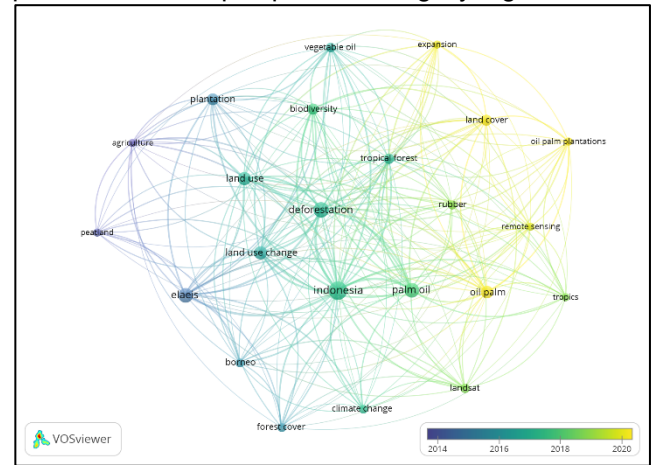 vegetable oil
expansion
plantation
biodiversity
land cover
agriculture
oil palm plantations
tropical forest
land use
rubber
deforestation
peatland
remote sensing
land use change
elaeis
indonesia
palm oil
oil palm
tropics
borneo
landsat
climate change
forest cover
VOSviewer
2014 2016 2018 2020